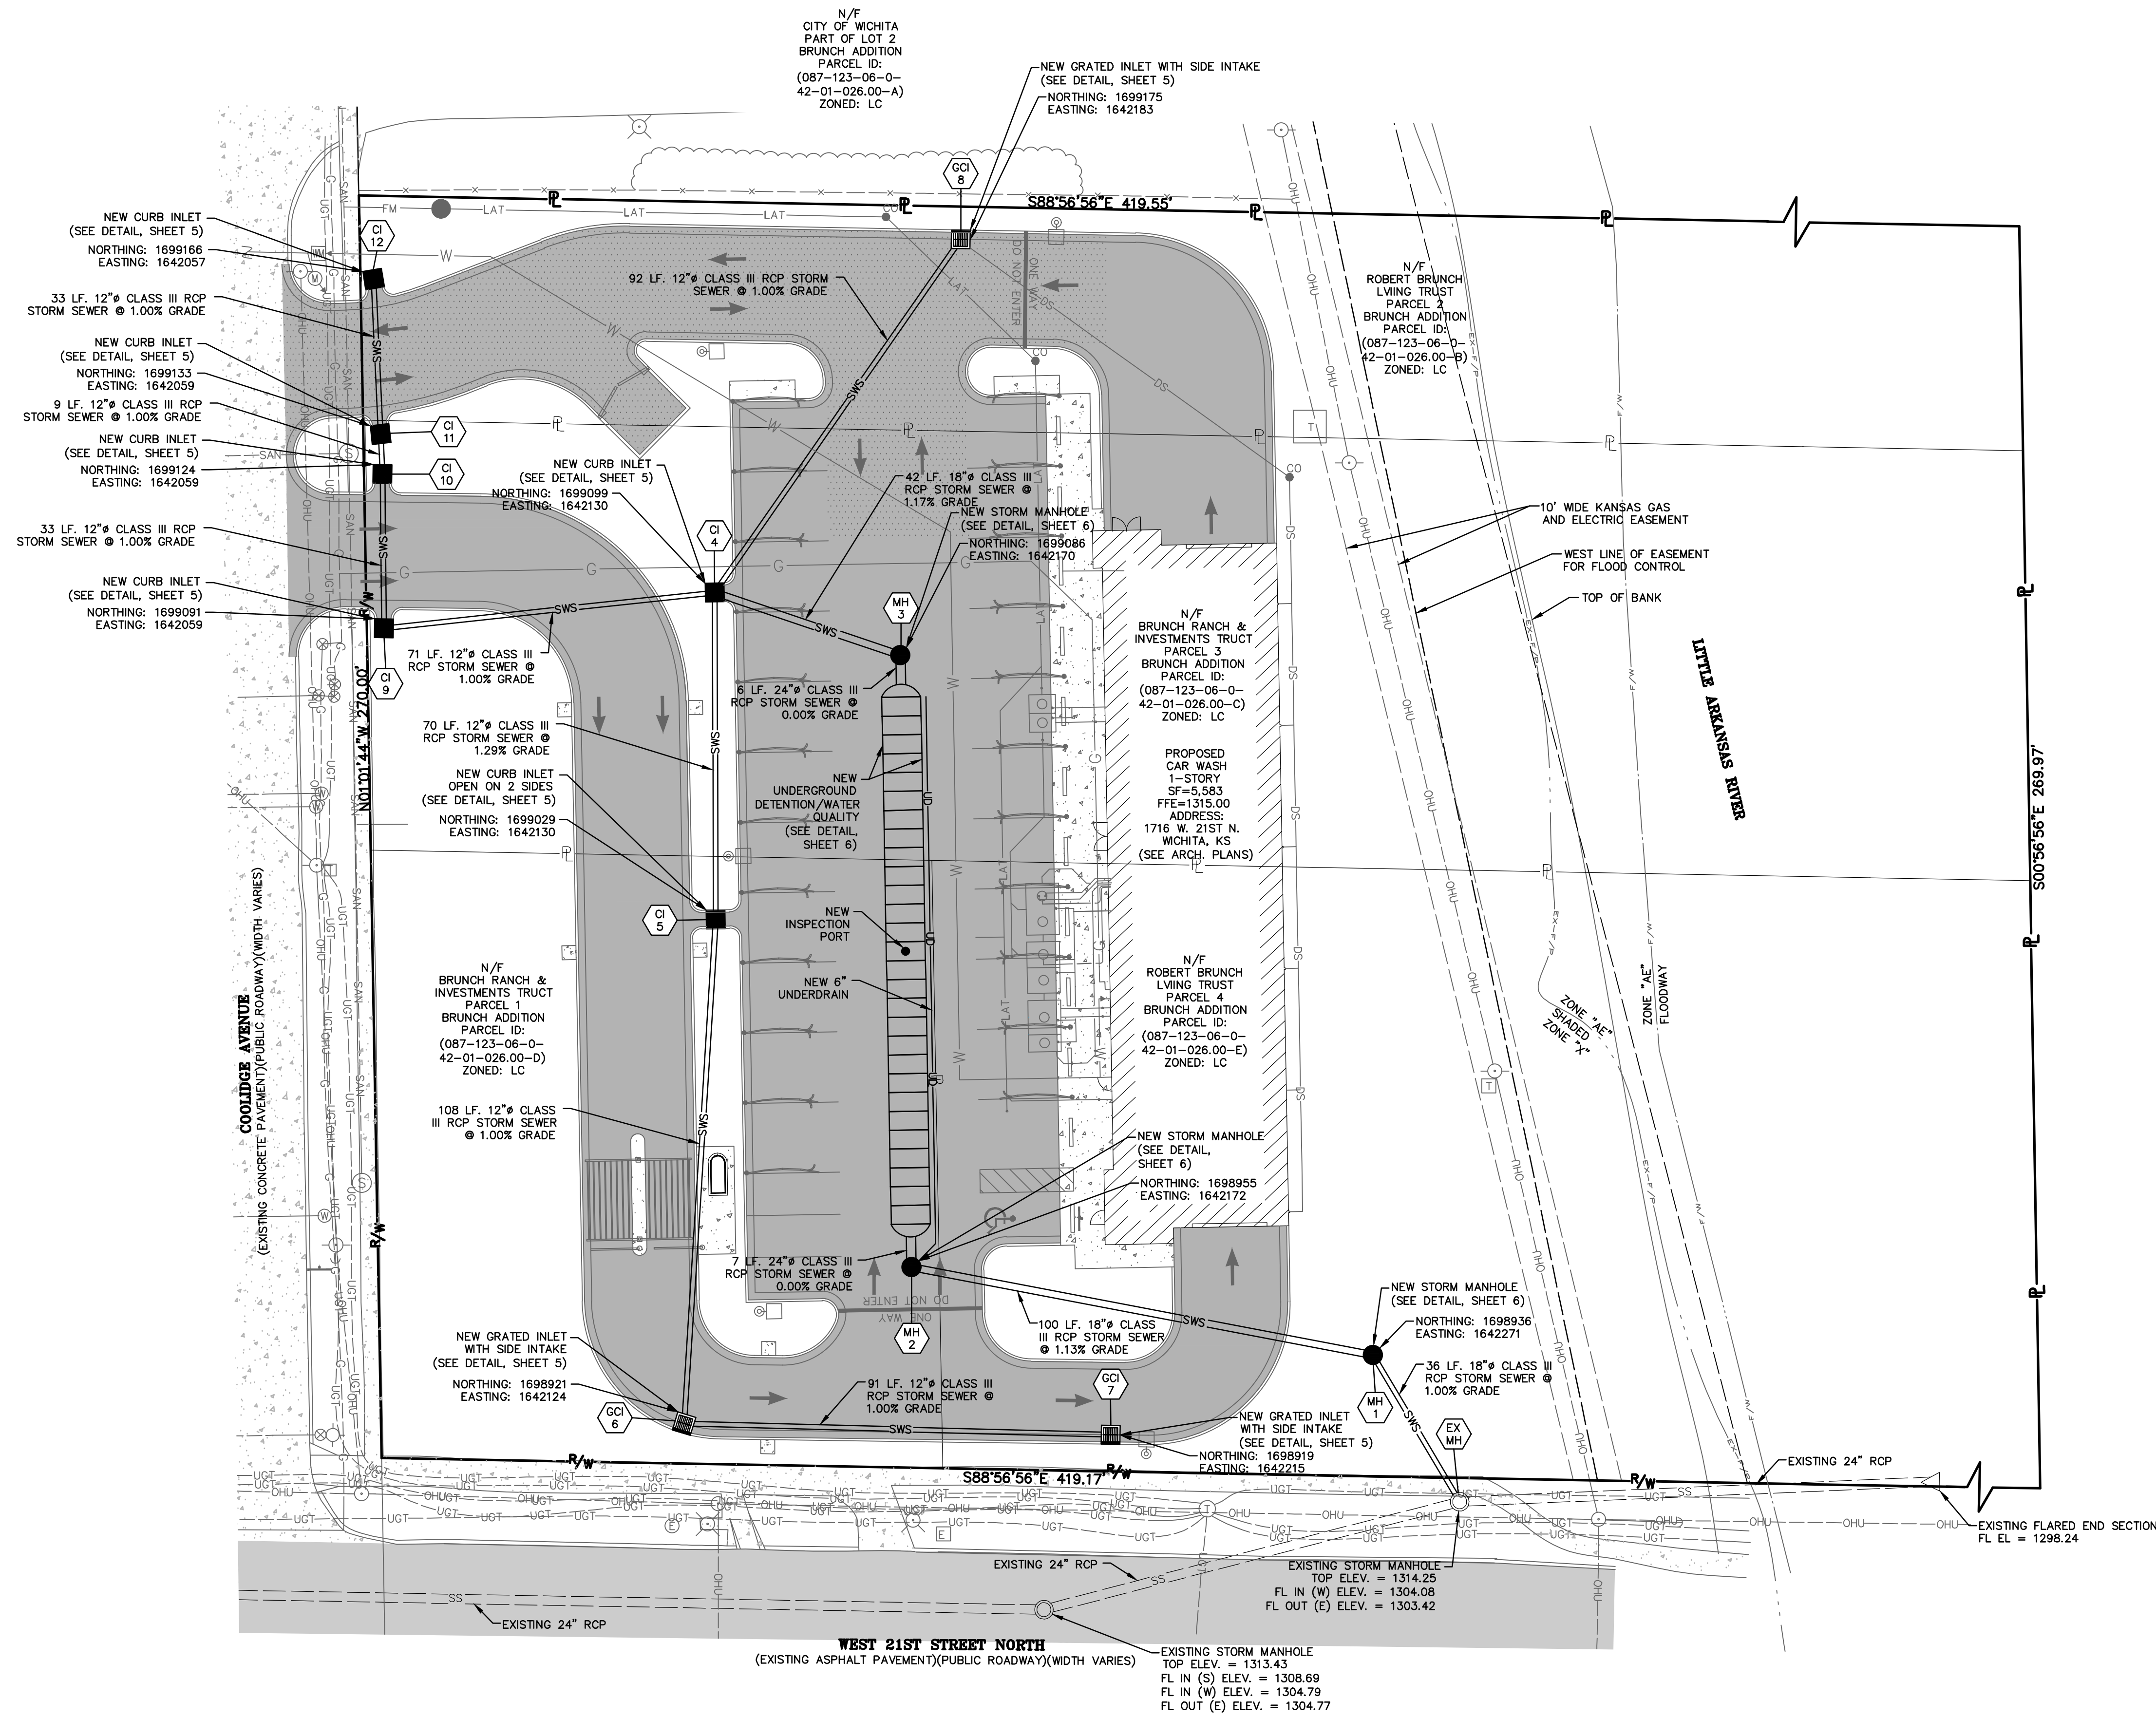 N/F
CITY OF WICHITA
PART OF LOT 2
BRUNCH ADDITION
PARCEL ID:
(087-123-06-0-
42-01-026.00-A)
ZONED: LC
NEW GRATED INLET WITH SIDE INTAKE
(SEE DETAIL, SHEET 5)
NORTHING: 1699175
EASTING: 1642183
GCI
8
S88°56'56"E 419.55'
NEW CURB INLET
(SEE DETAIL, SHEET 5)
NORTHING: 1699166
EASTING: 1642057
CI
12
33 LF. 12"ø CLASS III RCP
STORM SEWER @ 1.00% GRADE
NEW CURB INLET
(SEE DETAIL, SHEET 5)
NORTHING: 1699133
EASTING: 1642059
CI
11
9 LF. 12"ø CLASS III RCP
STORM SEWER @ 1.00% GRADE
NEW CURB INLET
(SEE DETAIL, SHEET 5)
NORTHING: 1699124
EASTING: 1642059
CI
10
33 LF. 12"ø CLASS III RCP
STORM SEWER @ 1.00% GRADE
NEW CURB INLET
(SEE DETAIL, SHEET 5)
NORTHING: 1699091
EASTING: 1642059
CI
9
92 LF. 12"ø CLASS III RCP STORM
SEWER @ 1.00% GRADE
DO NOT ENTER
ONE WAY
N/F
ROBERT BRUNCH
LVIING TRUST
PARCEL 2
BRUNCH ADDITION
PARCEL ID:
(087-123-06-0-
42-01-026.00-B)
ZONED: LC
NEW CURB INLET
(SEE DETAIL, SHEET 5)
NORTHING: 1699099
EASTING: 1642130
CI
4
42 LF. 18"ø CLASS III
RCP STORM SEWER @
1.17% GRADE
NEW STORM MANHOLE
(SEE DETAIL, SHEET 6)
NORTHING: 1699086
EASTING: 1642170
MH
3
10' WIDE KANSAS GAS
AND ELECTRIC EASEMENT
WEST LINE OF EASEMENT
FOR FLOOD CONTROL
TOP OF BANK
LITTLE ARKANSAS RIVER
71 LF. 12"ø CLASS III
RCP STORM SEWER @
1.00% GRADE
N01°01'44"W 270.00'
6 LF. 24"ø CLASS III
RCP STORM SEWER @
0.00% GRADE
70 LF. 12"ø CLASS III
RCP STORM SEWER @
1.29% GRADE
NEW CURB INLET
OPEN ON 2 SIDES
(SEE DETAIL, SHEET 5)
NORTHING: 1699029
EASTING: 1642130
CI
5
NEW
UNDERGROUND
DETENTION/WATER
QUALITY
(SEE DETAIL,
SHEET 6)
NEW
INSPECTION
PORT
NEW 6"
UNDERDRAIN
N/F
BRUNCH RANCH &
INVESTMENTS TRUCT
PARCEL 3
BRUNCH ADDITION
PARCEL ID:
(087-123-06-0-
42-01-026.00-C)
ZONED: LC
PROPOSED
CAR WASH
1-STORY
SF=5,583
FFE=1315.00
ADDRESS:
1716 W. 21ST N.
WICHITA, KS
(SEE ARCH. PLANS)
S00°56'56"E 269.97'
N/F
BRUNCH RANCH &
INVESTMENTS TRUCT
PARCEL 1
BRUNCH ADDITION
PARCEL ID:
(087-123-06-0-
42-01-026.00-D)
ZONED: LC
N/F
ROBERT BRUNCH
LVIING TRUST
PARCEL 4
BRUNCH ADDITION
PARCEL ID:
(087-123-06-0-
42-01-026.00-E)
ZONED: LC
ZONE "AE"
SHADED
ZONE "X"
ZONE "AE"
FLOODWAY
COOLIDGE AVENUE
(EXISTING CONCRETE PAVEMENT)(PUBLIC ROADWAY)(WIDTH VARIES)
108 LF. 12"ø CLASS
III RCP STORM SEWER
@ 1.00% GRADE
NEW STORM MANHOLE
(SEE DETAIL,
SHEET 6)
NORTHING: 1698955
EASTING: 1642172
7 LF. 24"ø CLASS III
RCP STORM SEWER @
0.00% GRADE
DO NOT ENTER
ONE WAY
MH
2
100 LF. 18"ø CLASS
III RCP STORM SEWER
@ 1.13% GRADE
NEW STORM MANHOLE
(SEE DETAIL, SHEET 6)
NORTHING: 1698936
EASTING: 1642271
MH
1
36 LF. 18"ø CLASS III
RCP STORM SEWER @
1.00% GRADE
NEW GRATED INLET
WITH SIDE INTAKE
(SEE DETAIL, SHEET 5)
NORTHING: 1698921
EASTING: 1642124
GCI
6
91 LF. 12"ø CLASS III
RCP STORM SEWER @
1.00% GRADE
GCI
7
NEW GRATED INLET
WITH SIDE INTAKE
(SEE DETAIL, SHEET 5)
NORTHING: 1698919
EASTING: 1642215
EX
MH
S88°56'56"E 419.17'
R/W
EXISTING 24" RCP
EXISTING FLARED END SECTION
FL EL = 1298.24
EXISTING 24" RCP
EXISTING STORM MANHOLE
TOP ELEV. = 1314.25
FL IN (W) ELEV. = 1304.08
FL OUT (E) ELEV. = 1303.42
EXISTING 24" RCP
WEST 21ST STREET NORTH
(EXISTING ASPHALT PAVEMENT)(PUBLIC ROADWAY)(WIDTH VARIES)
EXISTING STORM MANHOLE
TOP ELEV. = 1313.43
FL IN (S) ELEV. = 1308.69
FL IN (W) ELEV. = 1304.79
FL OUT (E) ELEV. = 1304.77